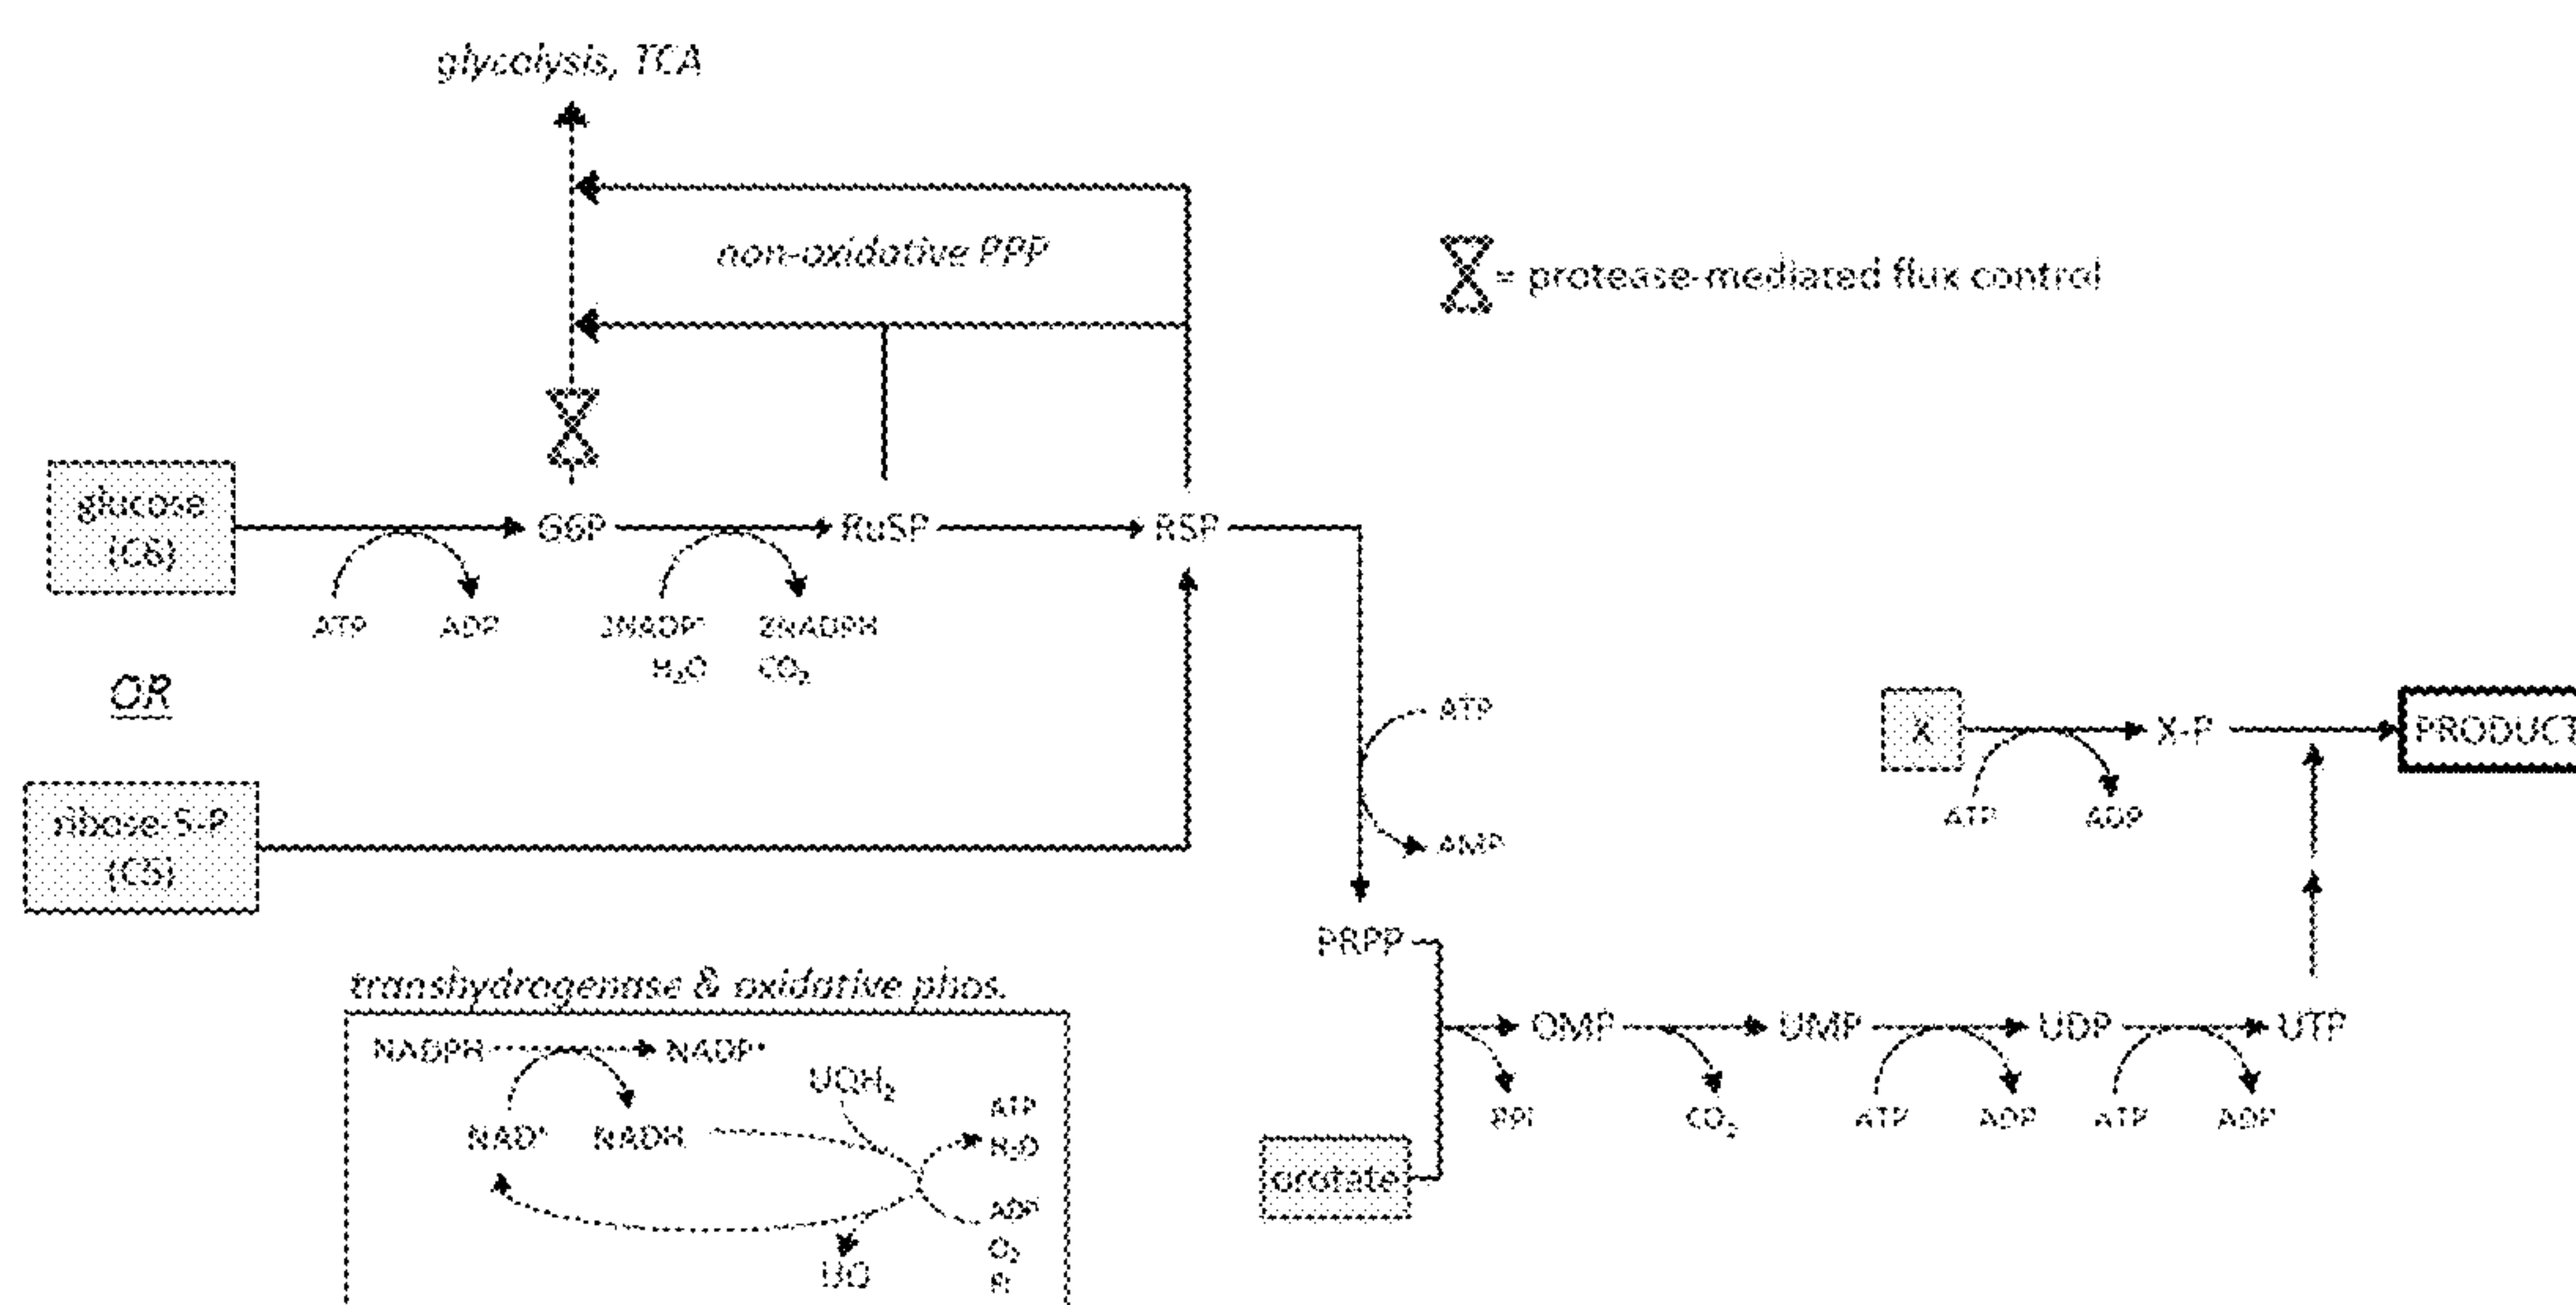 glycolysis, TCA
non-oxidative PPP
= protease-mediated flux control
glucose
(C6)
G6P
Ru5P
R5P
ATP
ADP
2NADP⁺
2NADPH
H₂O
CO₂
OR
ribose-5-P
(C5)
ATP
AMP
X
X-P
PRODUCT
ATP
ADP
PRPP
transhydrogenase & oxidative phos.
NADPH
NADP⁺
UQH₂
NAD⁺
NADH
ATP
H₂O
ADP
O₂
UQ
OMP
UMP
UDP
UTP
PPi
CO₂
ATP
ADP
ATP
ADP
orotate